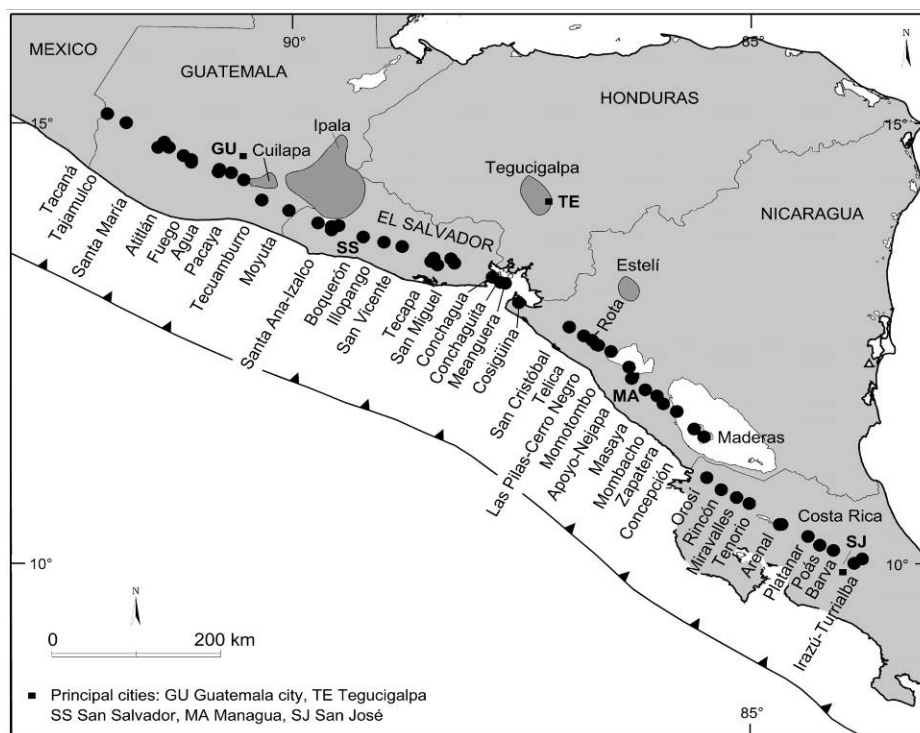 90°
85°
N
MEXICO
GUATEMALA
HONDURAS
15°
15°
Ipala
GU
Cuilapa
Tegucigalpa
TE
NICARAGUA
EL SALVADOR
SS
Estelí
Rota
MA
Maderas
Tacaná
Tajamulco
Santa María
Atitlán
Fuego
Agua
Pacaya
Tecuamburro
Moyuta
Santa Ana-Izalco
Boquerón
Illopango
San Vicente
Tecapa
San Miguel
Conchagua
Conchaguita
Meanguera
Cosigüina
San Cristóbal
Telica
Las Pilas-Cerro Negro
Momotombo
Apoyo-Nejapa
Masaya
Mombacho
Zapatera
Concepción
Orosí
Rincón
Miravalles
Tenorio
Arenal
Platanar
Poás
Barva
Irazú-Turrialba
Costa Rica
SJ
10°
10°
N
0 200 km
Principal cities: GU Guatemala city, TE Tegucigalpa
SS San Salvador, MA Managua, SJ San José
85°